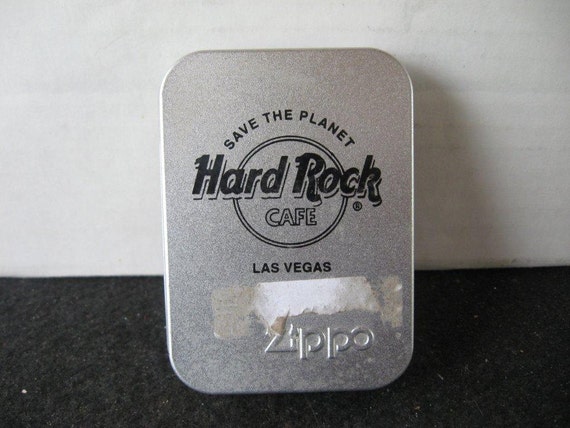 SAVE THE PLANET
Hard Rock
CAFE ®
LAS VEGAS
Zippo